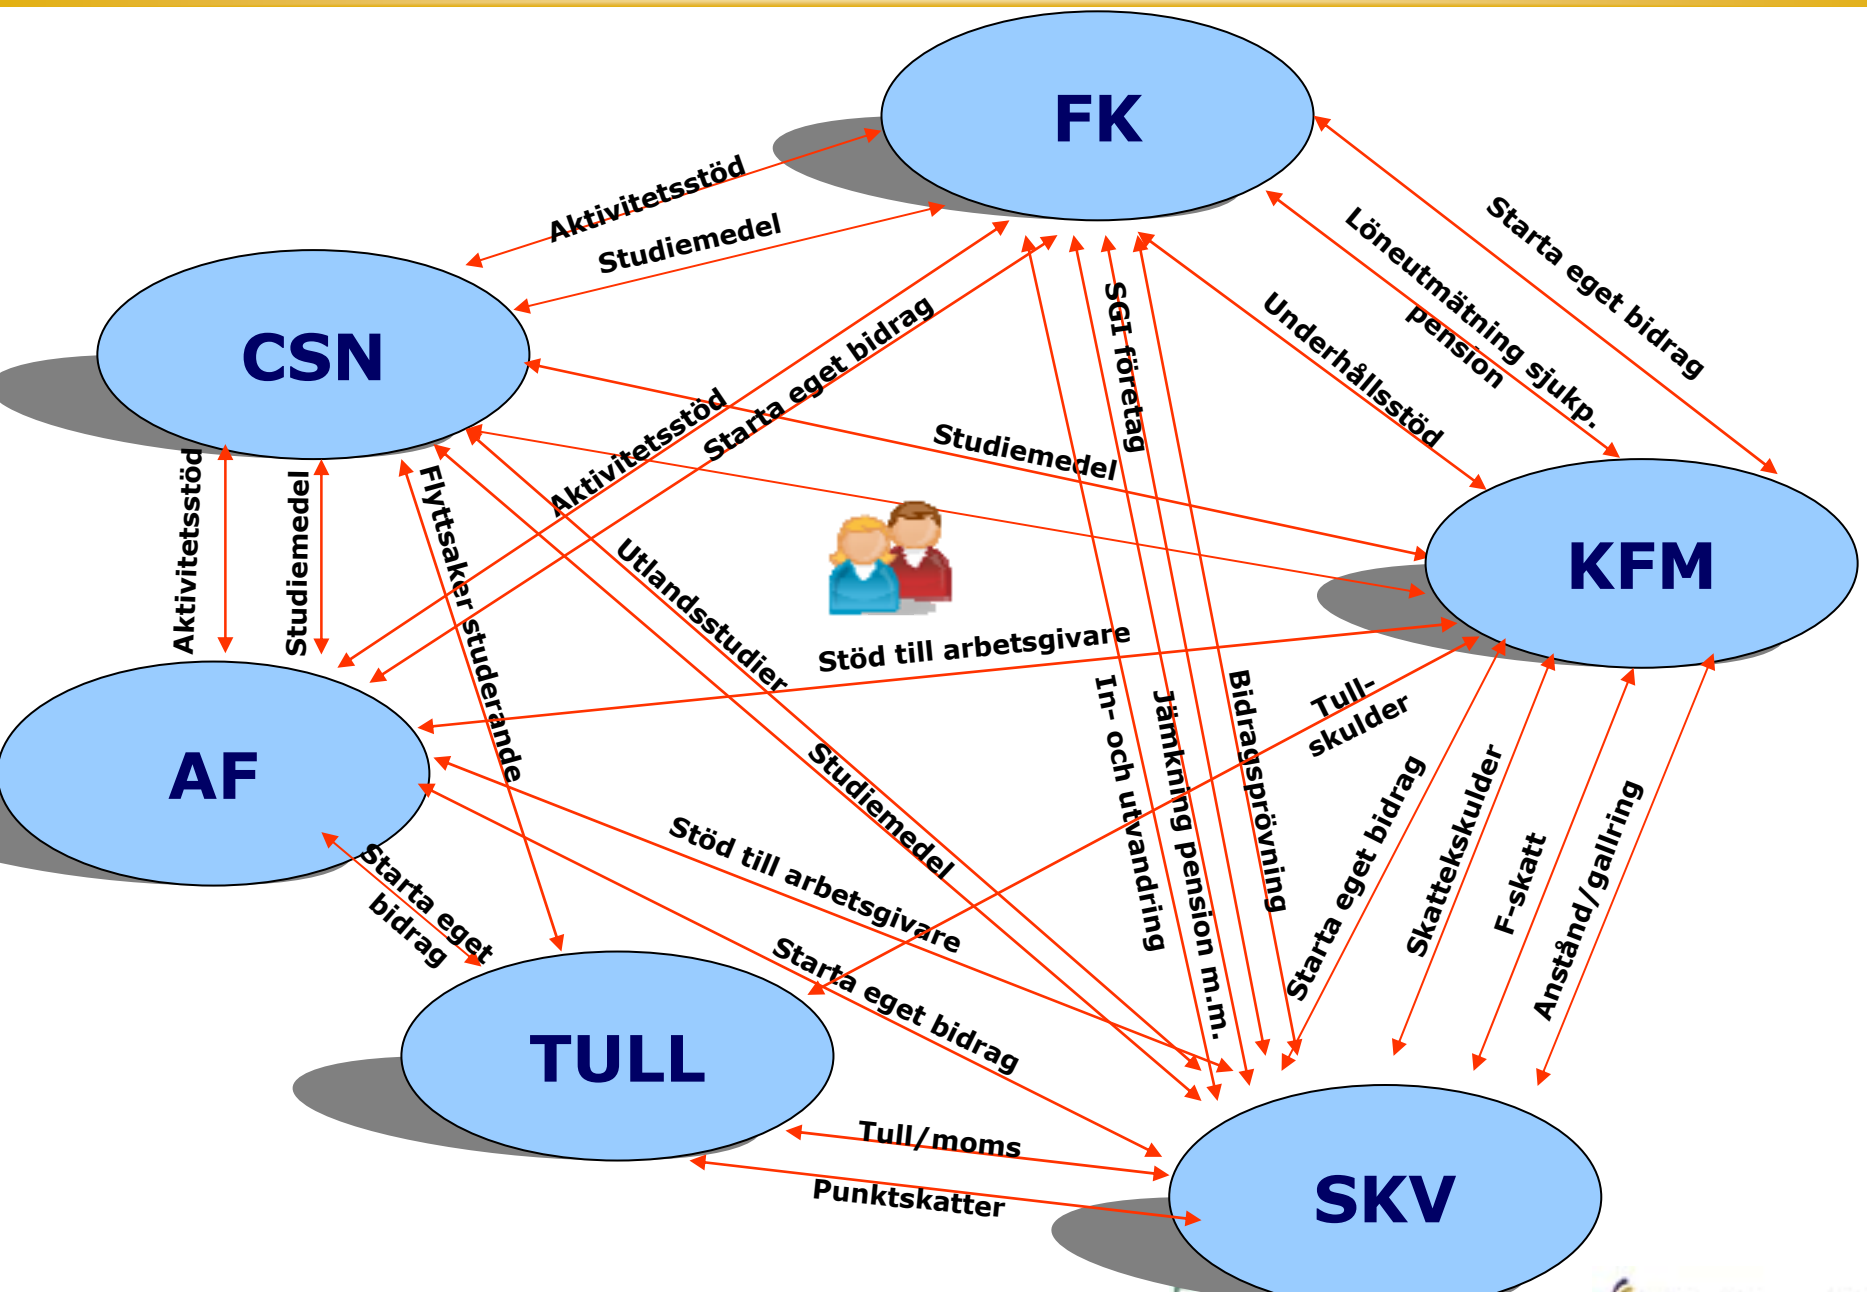 FK
Aktivitetsstöd
Studiemedel
Starta eget bidrag
Löneutmätning sjukp.
pension
Underhållsstöd
CSN
SGI företag
Starta eget bidrag
Aktivitetsstöd
Studiemedel
Aktivitetsstöd
Studiemedel
Flyttsaker studerande
Utlandsstudier
KFM
Stöd till arbetsgivare
AF
In- och utvandring
Jämkning pension m.m.
Bidragsprövning
Tull-
skulder
Studiemedel
Stöd till arbetsgivare
Starta eget bidrag
Skatteskulder
F-skatt
Anstånd/gallring
Starta eget
bidrag
Starta eget bidrag
TULL
Tull/moms
Punktskatter
SKV